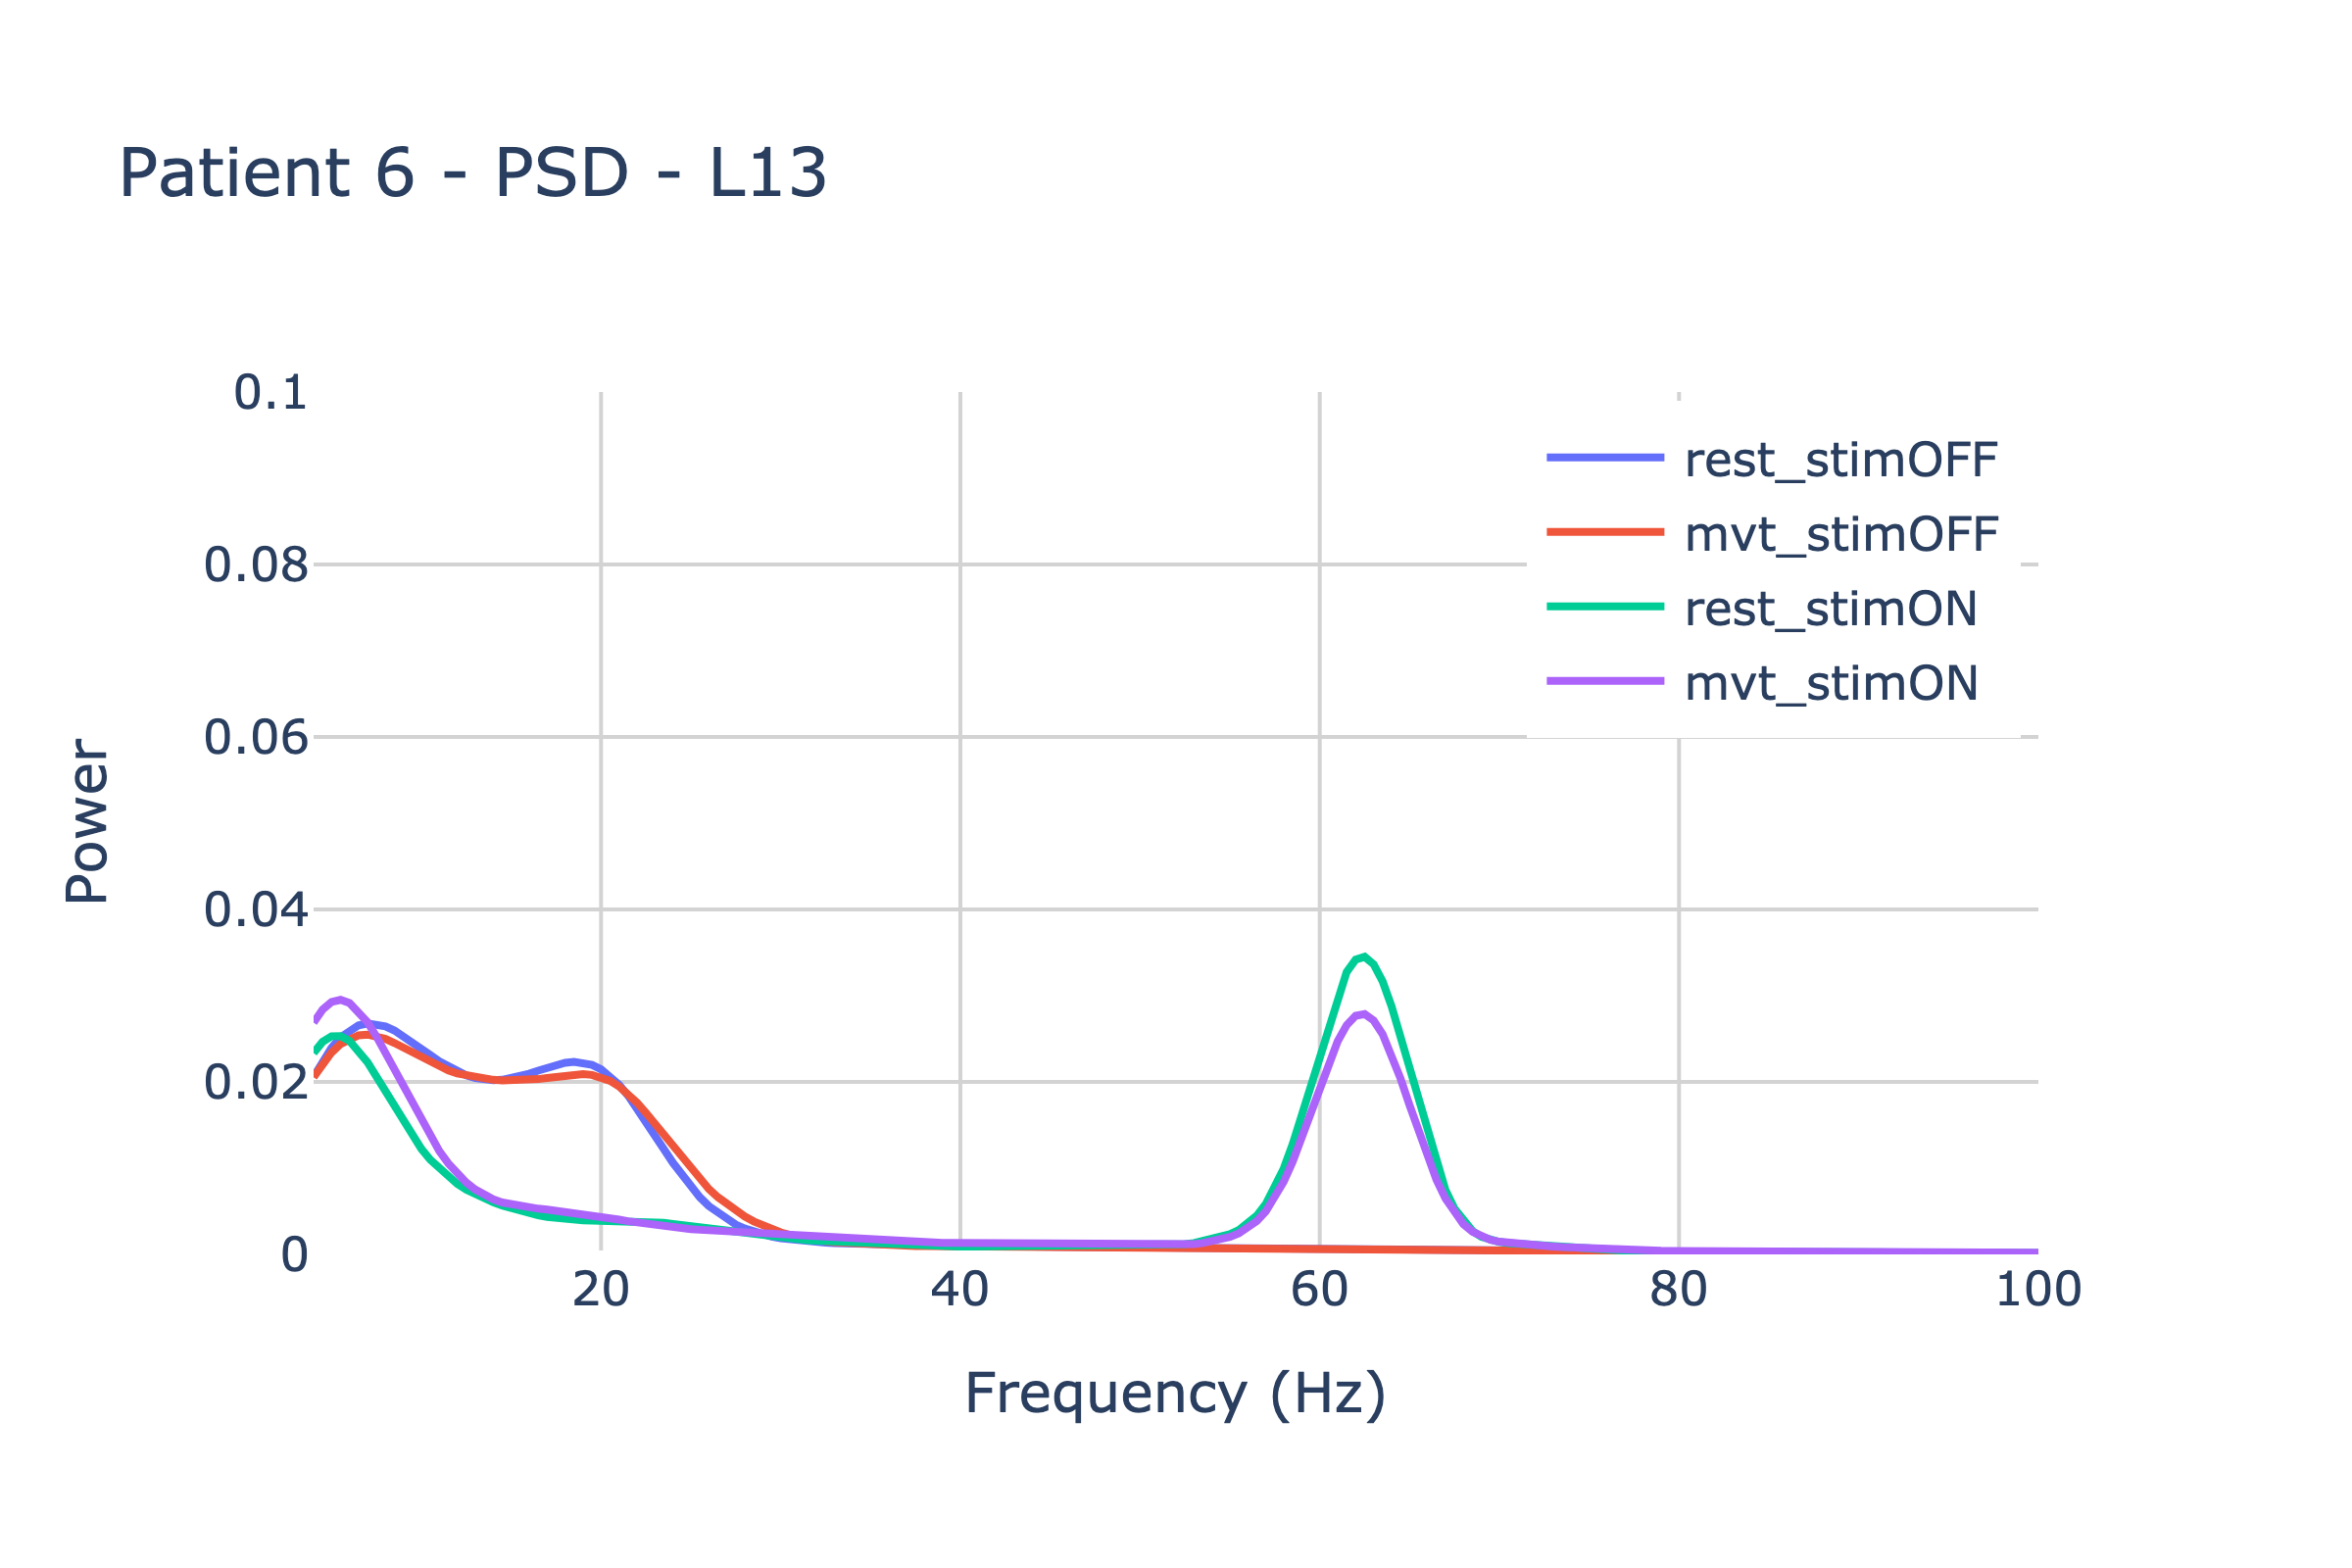 Patient 6 - PSD - L13
0.1
0.08
0.06
0.04
0.02
0
Power
rest_stimOFF
mvt_stimOFF
rest_stimON
mvt_stimON
20 40 60 80 100
Frequency (Hz)